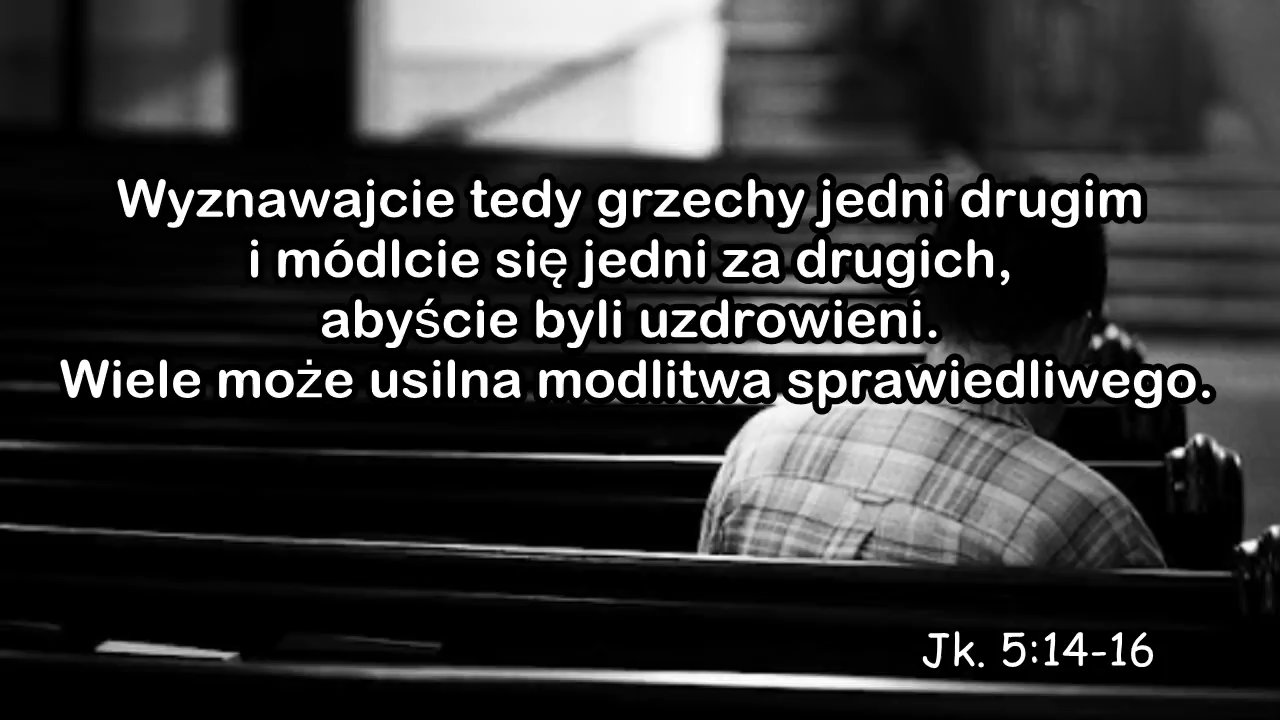 Wyznawajcie tedy grzechy jedni drugim
i módlcie się jedni za drugich,
abyście byli uzdrowieni.
Wiele może usilna modlitwa sprawiedliwego.
Jk. 5:14-16